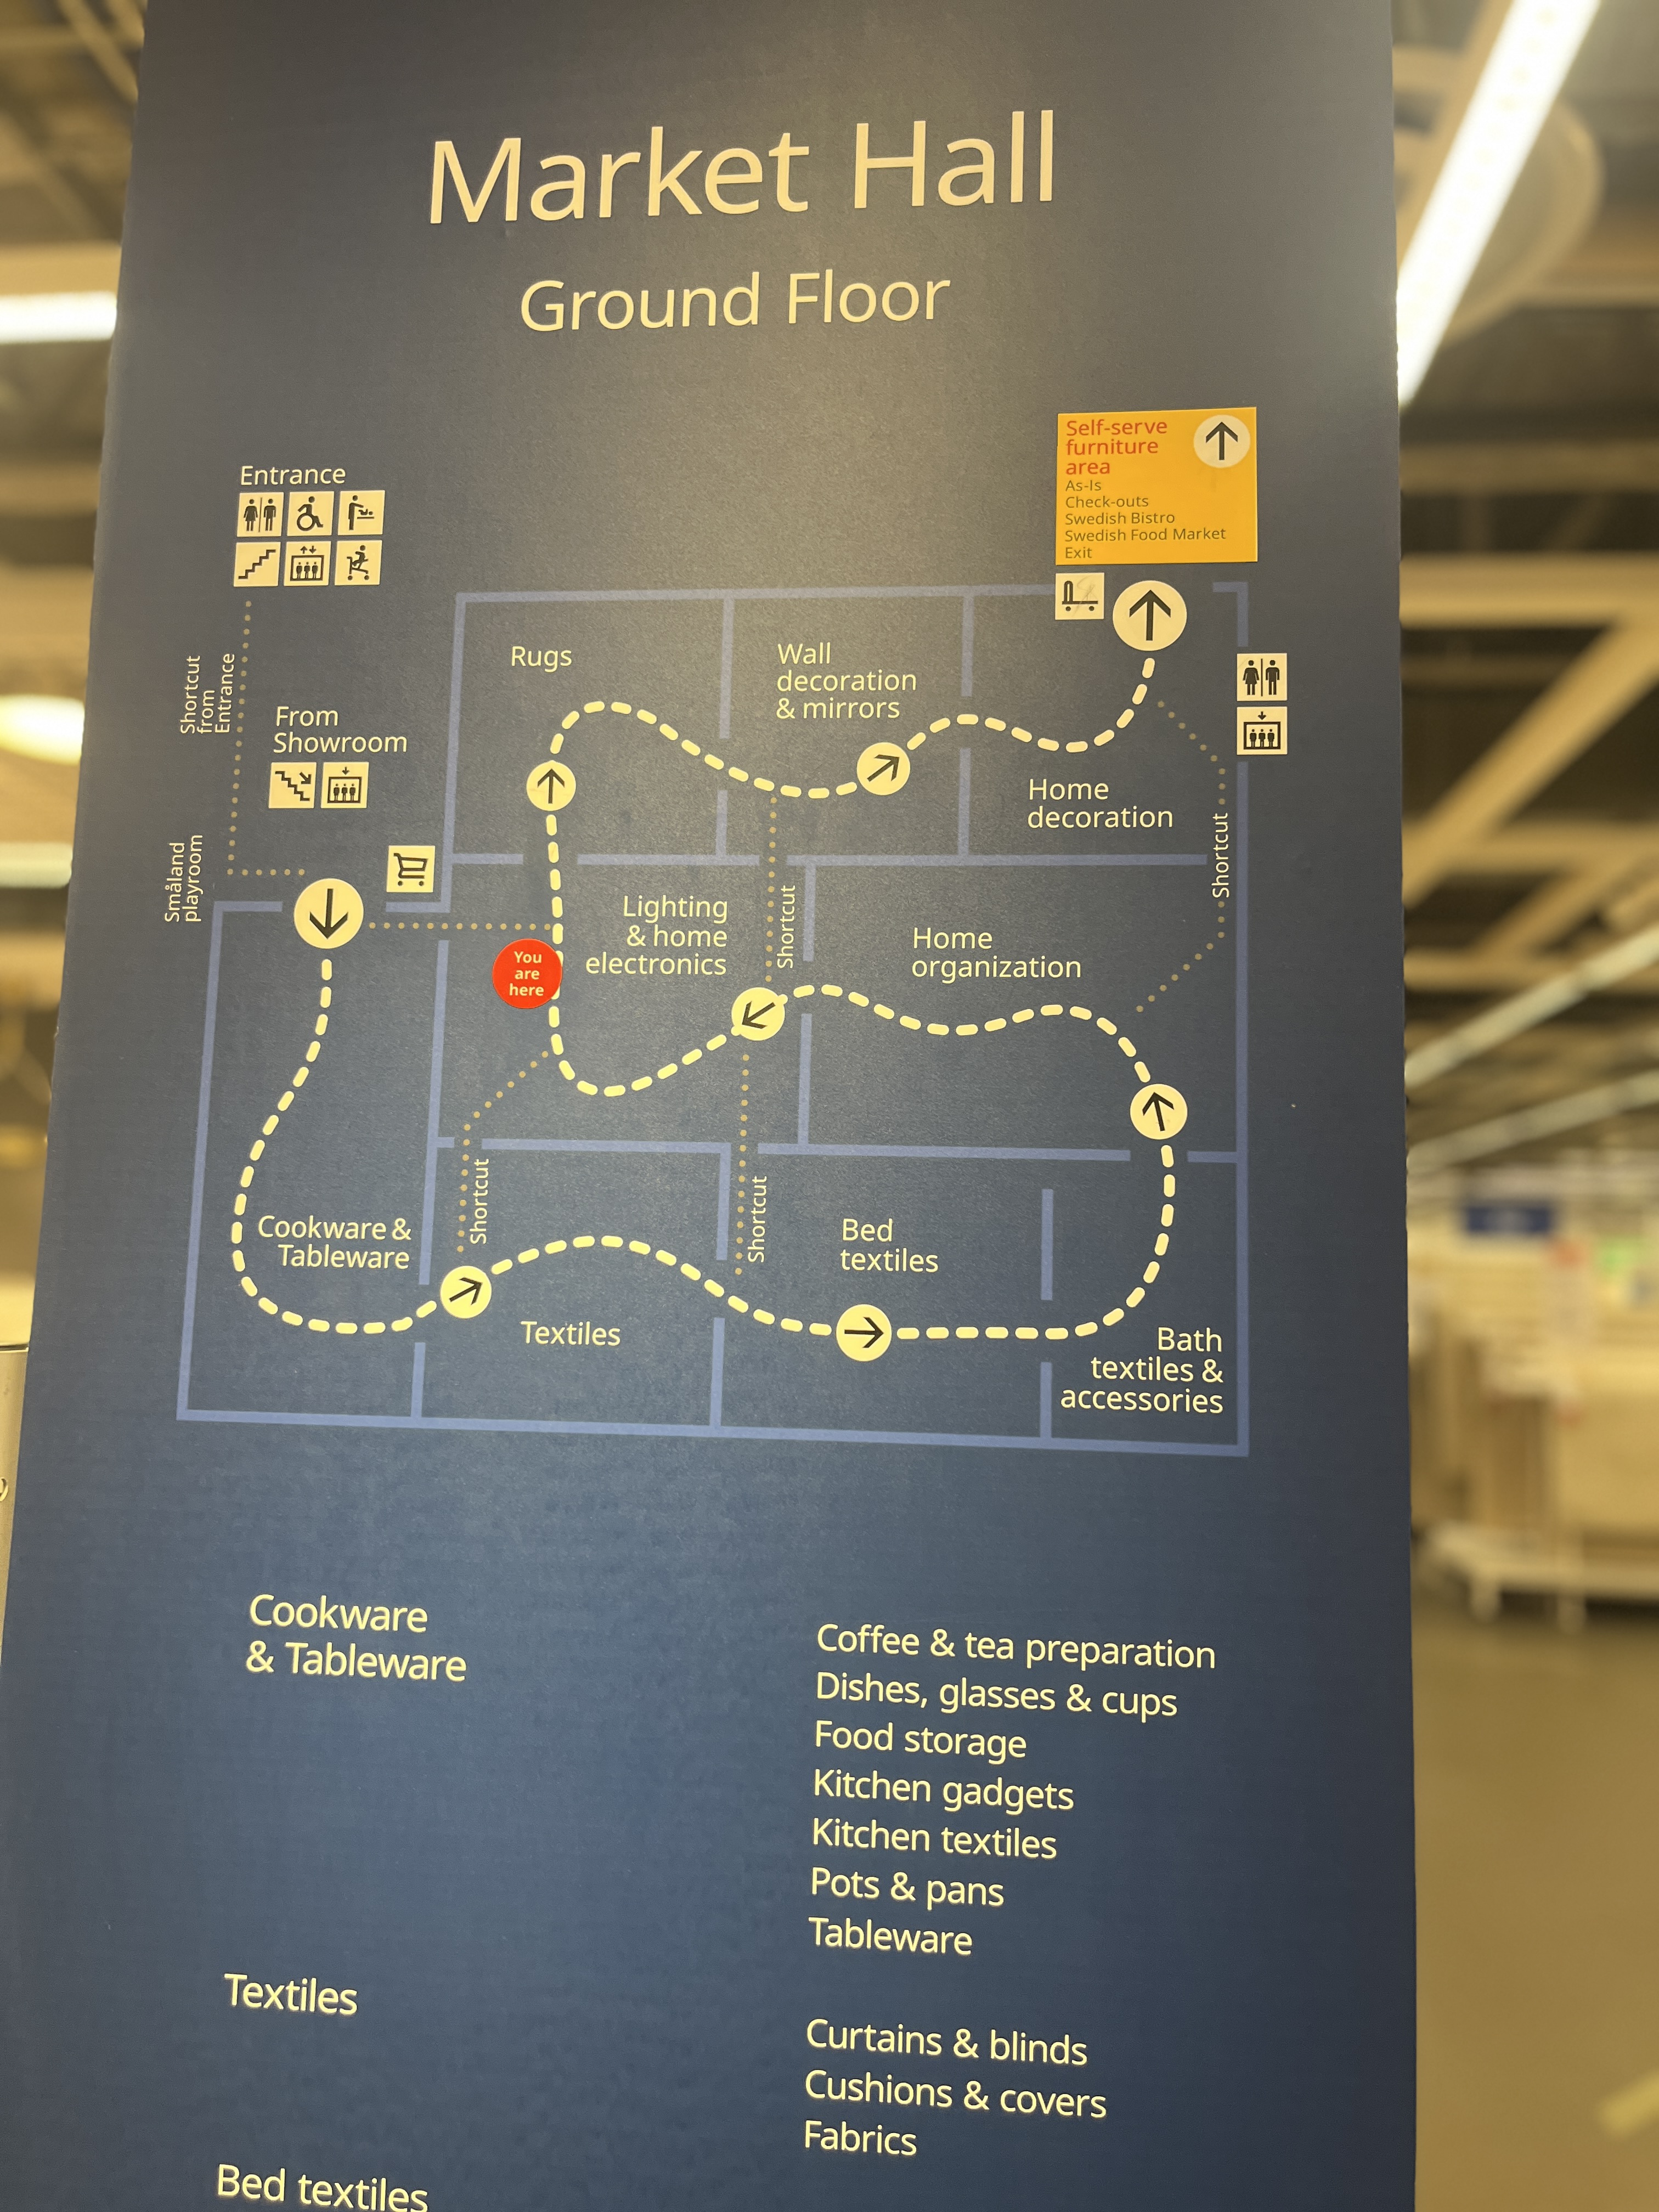 Market Hall
Ground Floor
Self-serve
furniture
area
As-Is
Check-outs
Swedish Bistro
Swedish Food Market
Exit
Entrance
Shortcut
from
Entrance
From
Showroom
Småland
playroom
Rugs
Wall
decoration
& mirrors
Home
decoration
Shortcut
Lighting
& home
electronics
Shortcut
Home
organization
You
are
here
Cookware &
Tableware
Shortcut
Textiles
Shortcut
Bed
textiles
Bath
textiles &
accessories
Cookware
& Tableware
Coffee & tea preparation
Dishes, glasses & cups
Food storage
Kitchen gadgets
Kitchen textiles
Pots & pans
Tableware
Textiles
Curtains & blinds
Cushions & covers
Fabrics
Bed textiles